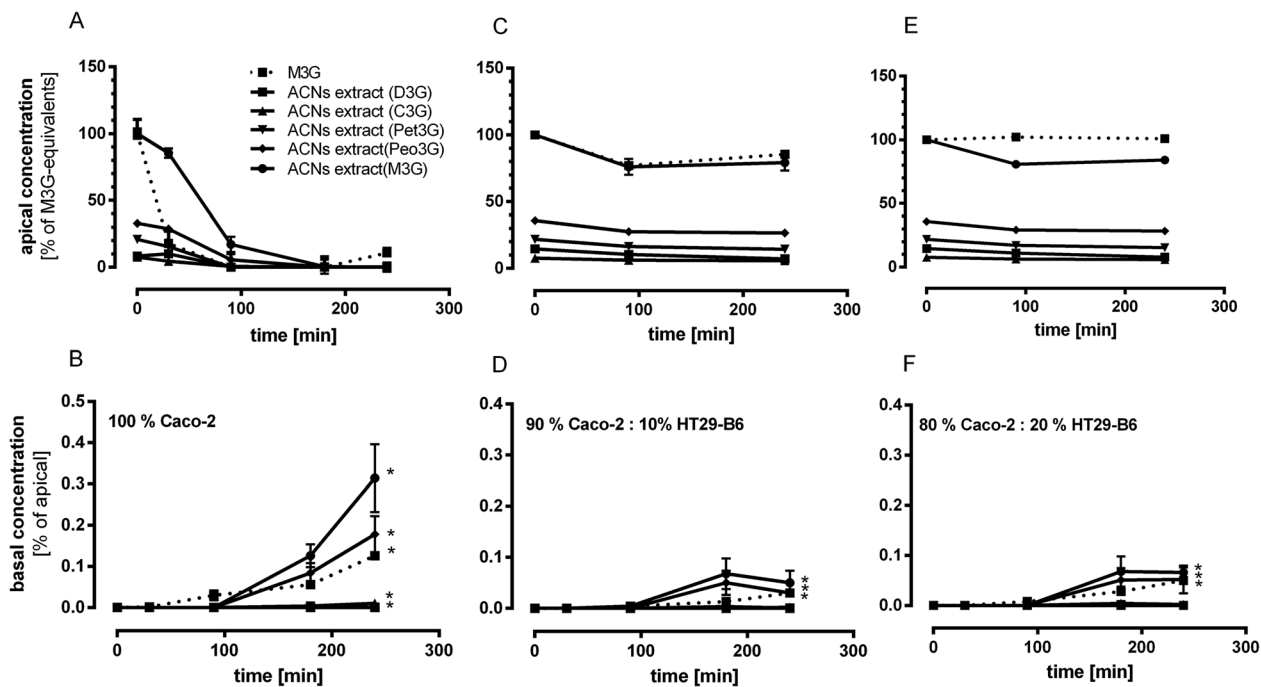 A
C
E
apical concentration
[% of M3G-equivalents]
150
100
50
0
0
100
200
300
time [min]
M3G
ACNs extract (D3G)
ACNs extract (C3G)
ACNs extract (Pet3G)
ACNs extract(Peo3G)
ACNs extract(M3G)
150
100
50
0
0
100
200
300
time [min]
150
100
50
0
0
100
200
300
time [min]
B
D
F
basal concentration
[% of apical]
100 % Caco-2
0.5
0.4
0.3
0.2
0.1
0.0
*
*
*
*
*
0
100
200
300
time [min]
90 % Caco-2 : 10% HT29-B6
0.4
0.3
0.2
0.1
0.0
*
*
*
0
100
200
300
time [min]
80 % Caco-2 : 20 % HT29-B6
0.4
0.3
0.2
0.1
0.0
*
*
*
0
100
200
300
time [min]